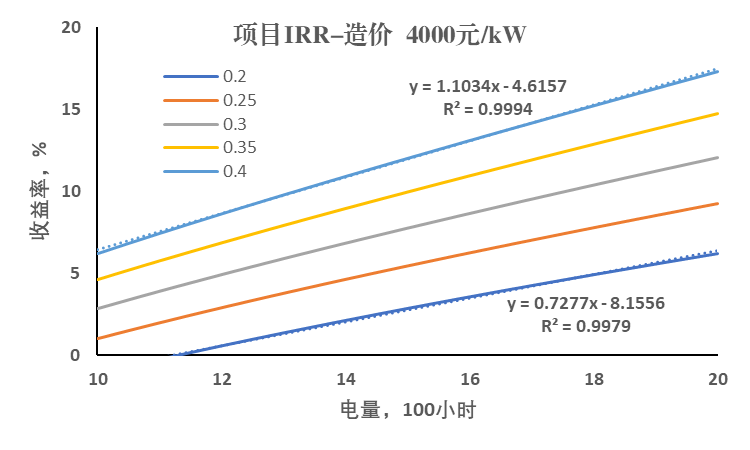 项目IRR–造价 4000元/kW
20
15
10
5
0
收益率，%
0.2
0.25
0.3
0.35
0.4
y = 1.1034x - 4.6157
R² = 0.9994
y = 0.7277x - 8.1556
R² = 0.9979
10 12 14 16 18 20
电量，100小时